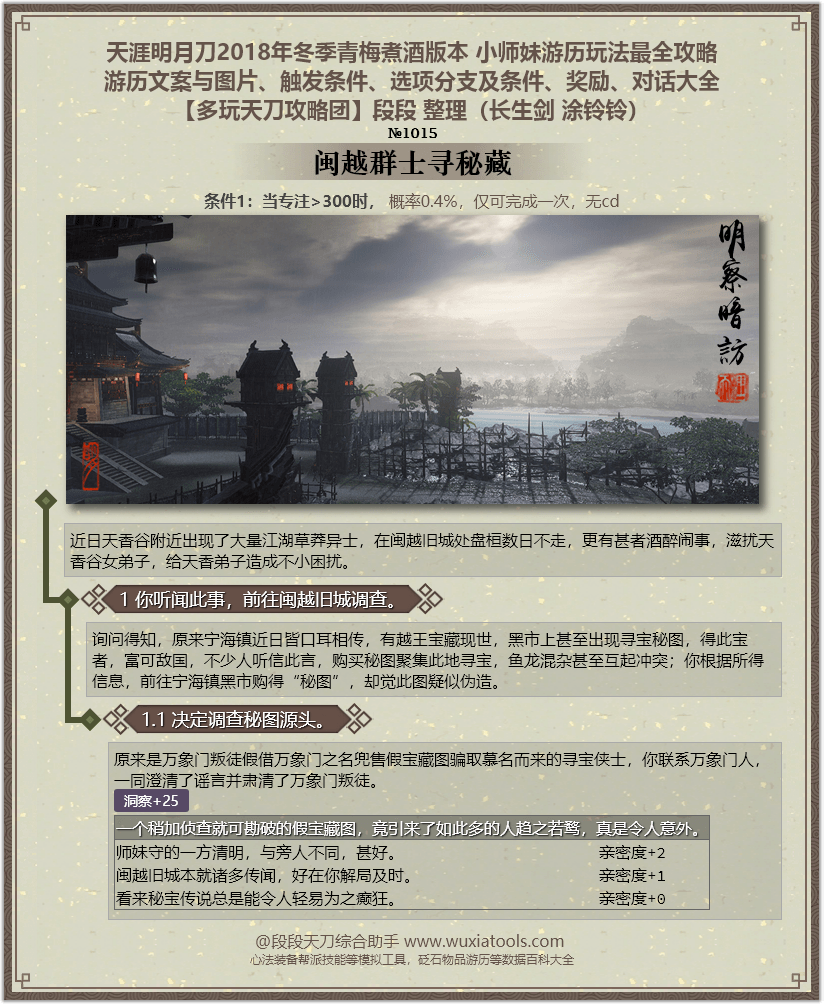 天涯明月刀2018年冬季青梅煮酒版本 小师妹游历玩法最全攻略
游历文案与图片、触发条件、选项分支及条件、奖励、对话大全
【多玩天刀攻略团】段段 整理（长生剑 涂铃铃）
№1015
闽越群士寻秘藏
条件1：当专注>300时， 概率0.4%，仅可完成一次，无cd
明察暗訪
近日天香谷附近出现了大量江湖草莽异士，在闽越旧城处盘桓数日不走，更有甚者酒醉闹事，滋扰天
香谷女弟子，给天香弟子造成不小困扰。
1 你听闻此事，前往闽越旧城调查。
询问得知，原来宁海镇近日皆口耳相传，有越王宝藏现世，黑市上甚至出现寻宝秘图，得此宝
者，富可敌国，不少人听信此言，购买秘图聚集此地寻宝，鱼龙混杂甚至互起冲突；你根据所得
信息，前往宁海镇黑市购得“秘图”，却觉此图疑似伪造。
1.1 决定调查秘图源头。
原来是万象门叛徒假借万象门之名兜售假宝藏图骗取慕名而来的寻宝侠士，你联系万象门人，
一同澄清了谣言并肃清了万象门叛徒。
洞察+25
一个稍加侦查就可勘破的假宝藏图，竟引来了如此多的人趋之若鹜，真是令人意外。
师妹守的一方清明，与旁人不同，甚好。 亲密度+2
闽越旧城本就诸多传闻，好在你解局及时。 亲密度+1
看来秘宝传说总是能令人轻易为之癫狂。 亲密度+0
@段段天刀综合助手 www.wuxiatools.com
心法装备帮派技能等模拟工具，砭石物品游历等数据百科大全